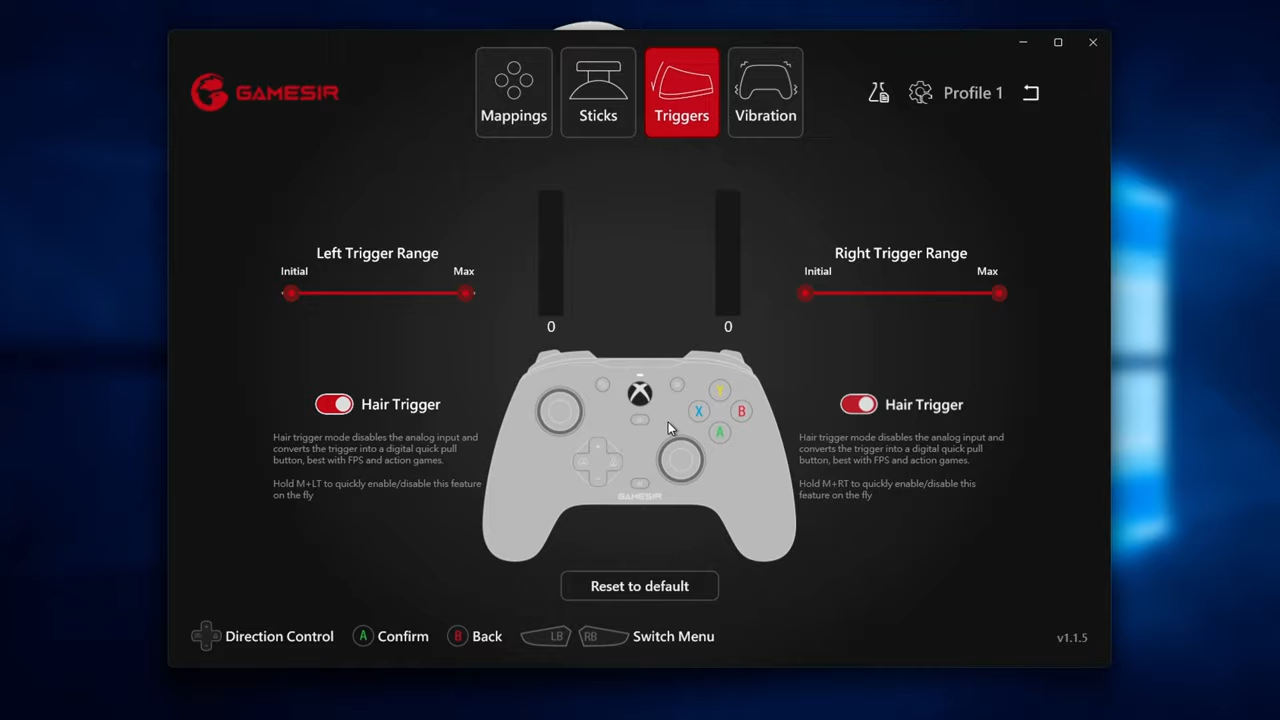 GAMESIR
Mappings
Sticks
Triggers
Vibration
Profile 1
Left Trigger Range
Initial Max
Right Trigger Range
Initial Max
0
0
Y
X
B
A
GAMESIR
Hair Trigger
Hair trigger mode disables the analog input and
converts the trigger into a digital quick pull
button, best with FPS and action games.
Hold M+LT to quickly enable/disable this feature
on the fly
Hair Trigger
Hair trigger mode disables the analog input and
converts the trigger into a digital quick pull
button, best with FPS and action games.
Hold M+RT to quickly enable/disable this
feature on the fly
Reset to default
Direction Control
A Confirm
B Back
LB RB Switch Menu
v1.1.5